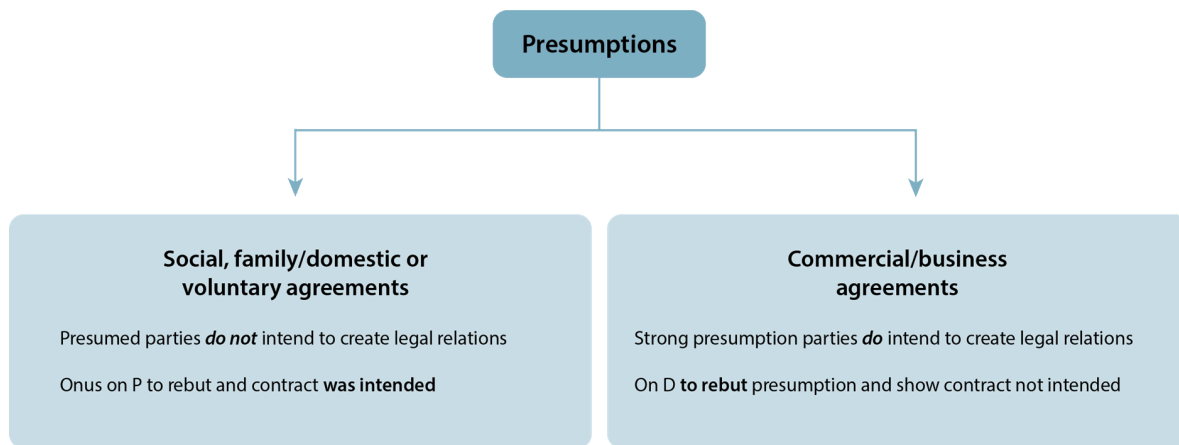 Presumptions
Social, family/domestic or
voluntary agreements
Presumed parties do not intend to create legal relations
Onus on P to rebut and contract was intended
Commercial/business
agreements
Strong presumption parties do intend to create legal relations
On D to rebut presumption and show contract not intended